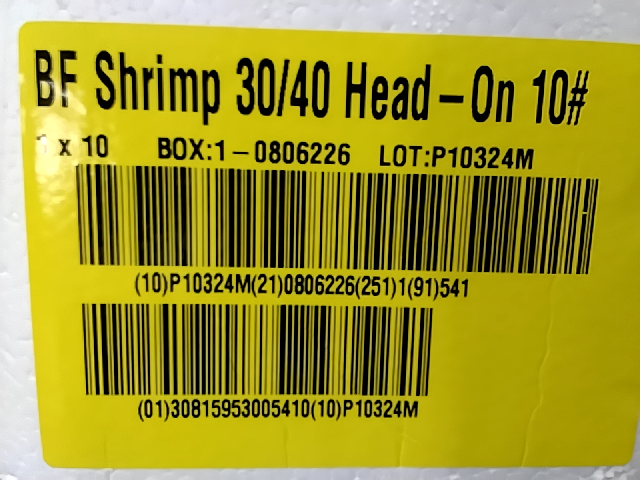 BF Shrimp 30/40 Head-On 10#
1 x 10 BOX:1-0806226 LOT:P10324M
(10)P10324M(21)0806226(251)1(91)541
(01)30815953005410(10)P10324M